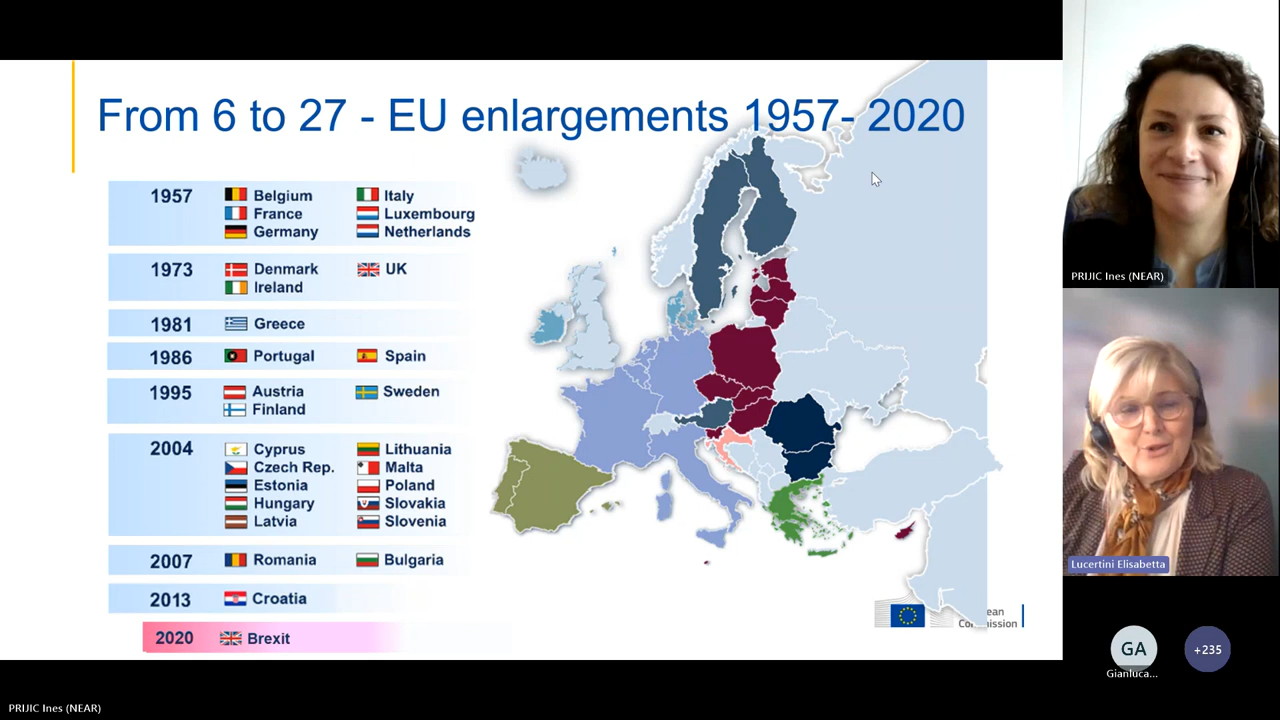 From 6 to 27 - EU enlargements 1957- 2020
1957
Belgium Italy
France Luxembourg
Germany Netherlands
1973
Denmark UK
Ireland
1981 Greece
1986 Portugal Spain
1995
Austria Sweden
Finland
2004
Cyprus Lithuania
Czech Rep. Malta
Estonia Poland
Hungary Slovakia
Latvia Slovenia
2007 Romania Bulgaria
2013 Croatia
2020 Brexit
ean
Commission
PRIJIC Ines (NEAR)
Lucertini Elisabetta
GA
Gianluca...
+235
PRIJIC Ines (NEAR)